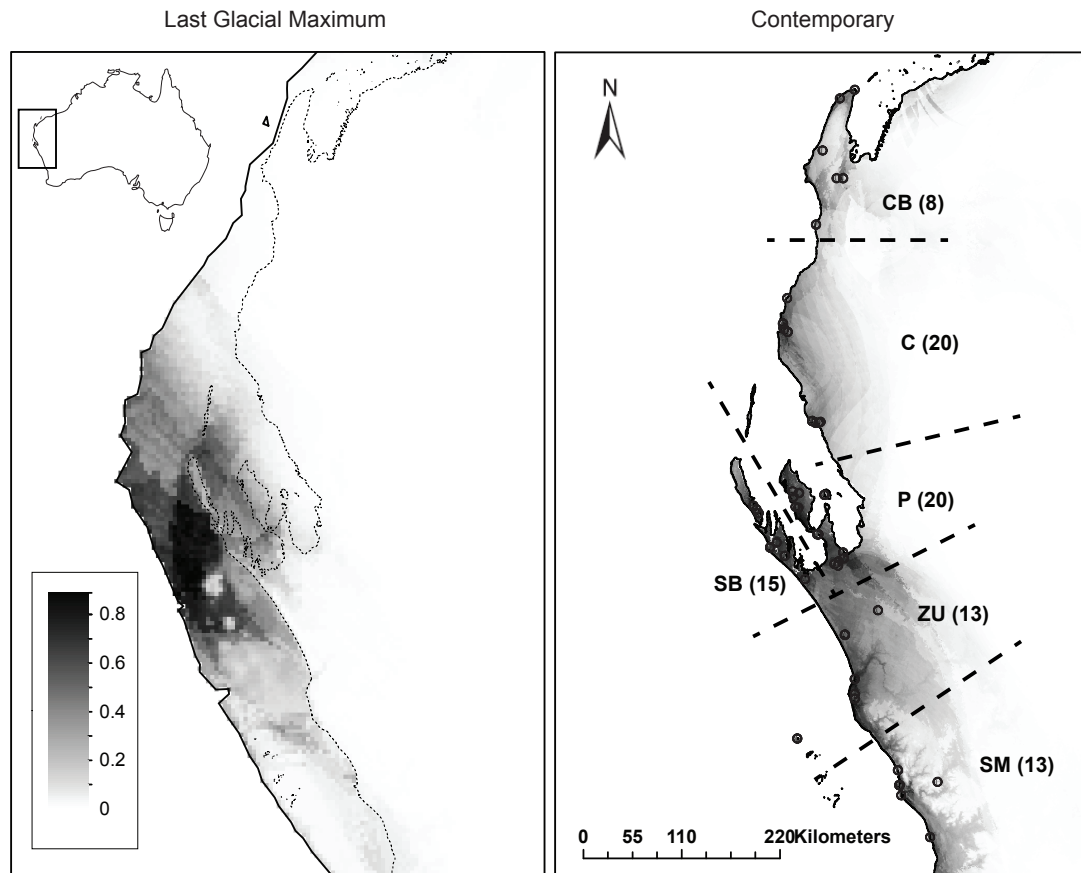 Last Glacial Maximum
Contemporary
N
CB (8)
C (20)
P (20)
SB (15)
ZU (13)
SM (13)
0.8
0.6
0.4
0.2
0
0 55 110 220Kilometers